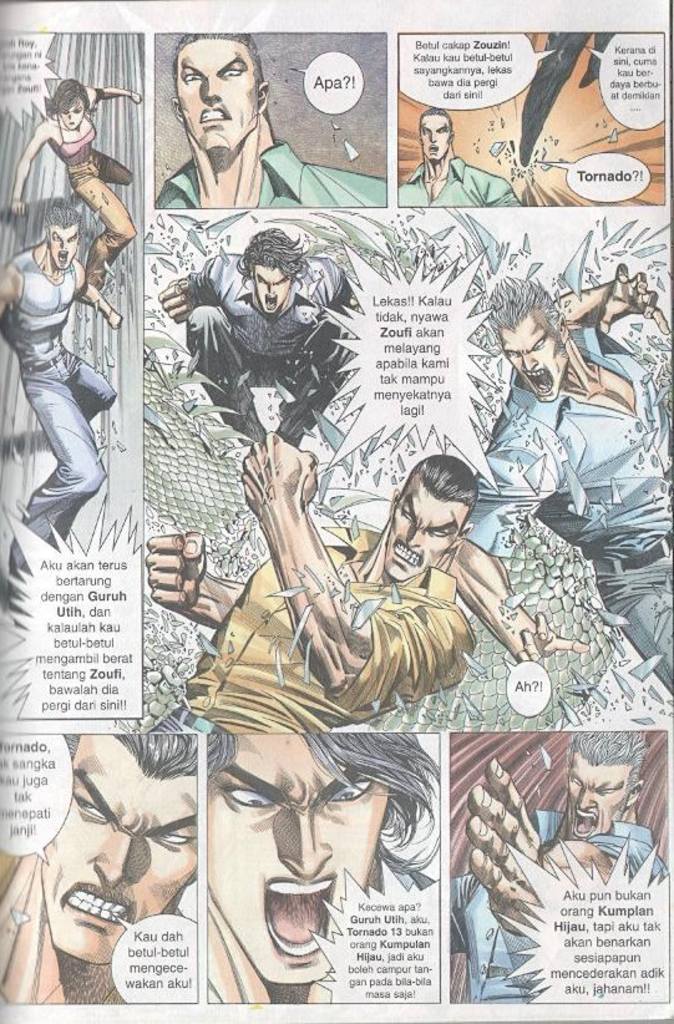 Apa?!
Betul cakap Zouzin!
Kalau kau betul-betul
sayangkannya, lekas
bawa dia pergi
dari sini!
Kerana di
sini, cuma
kau ber-
daya berbu-
at demikian
....
Tornado?!
Lekas!! Kalau
tidak, nyawa
Zoufi akan
melayang
apabila kami
tak mampu
menyekatnya
lagi!
Aku akan terus
bertarung
dengan Guruh
Utih, dan
kalaulah kau
betul-betul
mengambil berat
tentang Zoufi,
bawalah dia
pergi dari sini!!
Ah?!
Tornado,
sangka
kau juga
tak
menepati
janji!
Kau dah
betul-betul
mengece-
wakan aku!
Kecewa apa?
Guruh Utih, aku,
Tornado 13 bukan
orang Kumpulan
Hijau, jadi aku
boleh campur tan-
gan pada bila-bila
masa saja!
Aku pun bukan
orang Kumplan
Hijau, tapi aku tak
akan benarkan
sesiapapun
mencederakan adik
aku, jahanam!!